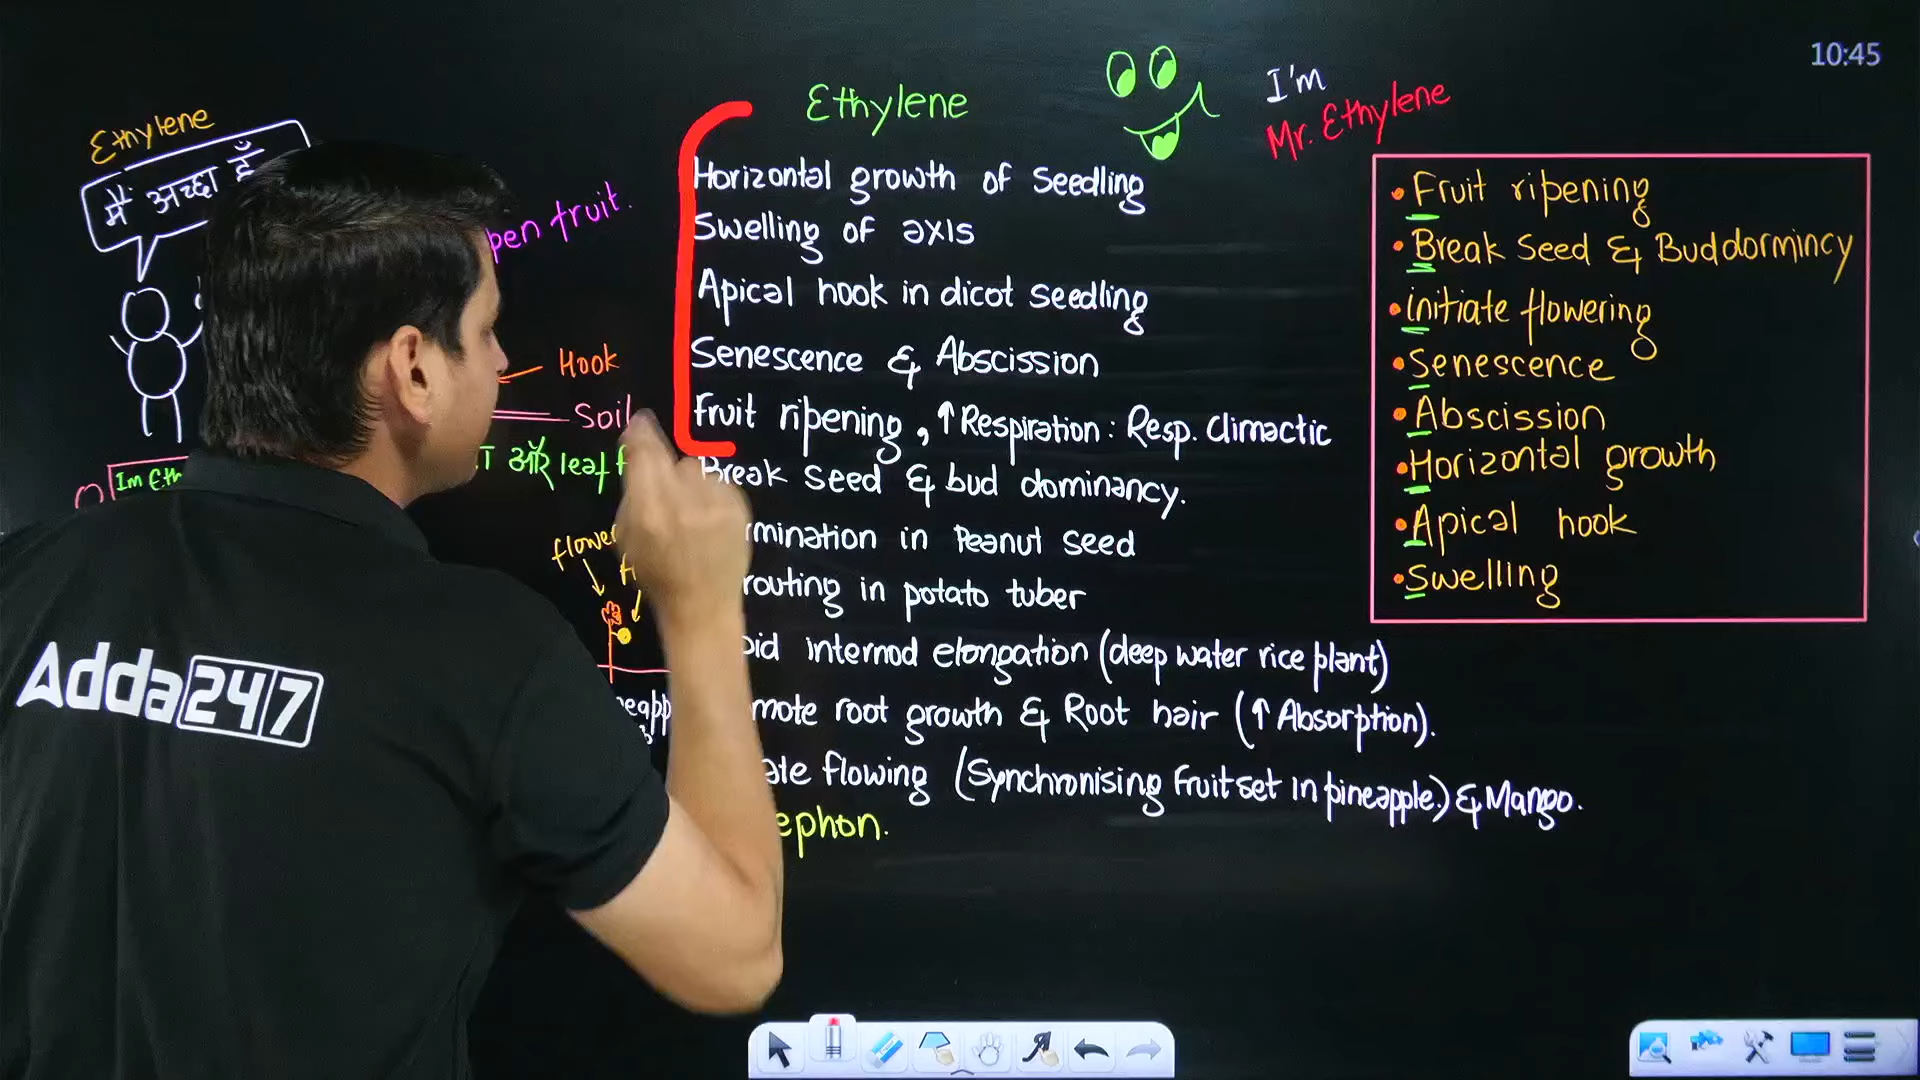 10:45
Ethylene
I'm
Mr. Ethylene
Ethylene
मैं अच्छा हूँ
pen fruit.
Horizontal growth of Seedling
Swelling of axis
Apical hook in dicot seedling
Senescence & Abscission
Fruit ripening, ↑ Respiration: Resp. Climactic
Break seed & bud dominancy.
mination in Peanut seed
routing in potato tuber
pid internod elongation (deep water rice plant)
mote root growth & Root hair (↑ Absorption).
ate flowing (Synchronising fruit set in pineapple.) & Mango.
ephon.
Hook
Soil
और leaf f
Im Eth
flower
eapp
• Fruit ripening
• Break Seed & Bud dormincy
• initiate flowering
• Senescence
• Abscission
• Horizontal growth
• Apical hook
• Swelling
Adda247